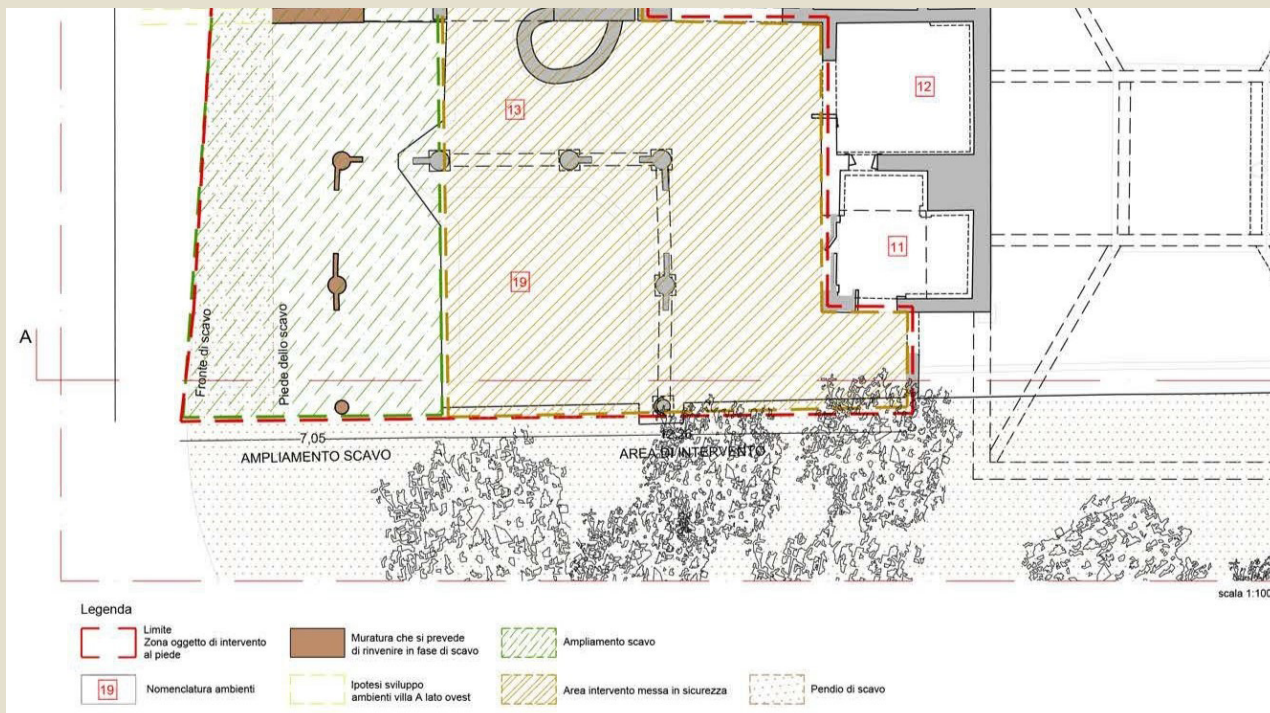 12
13
11
19
Fronte di scavo
Piede dello scavo
A
7,05
AMPLIAMENTO SCAVO
AREA DI INTERVENTO
scala 1:100
Legenda
Limite
Zona oggetto di intervento
al piede
Muratura che si prevede
di rinvenire in fase di scavo
Ampliamento scavo
19
Nomenclatura ambienti
Ipotesi sviluppo
ambienti villa A lato ovest
Area intervento messa in sicurezza
Pendio di scavo